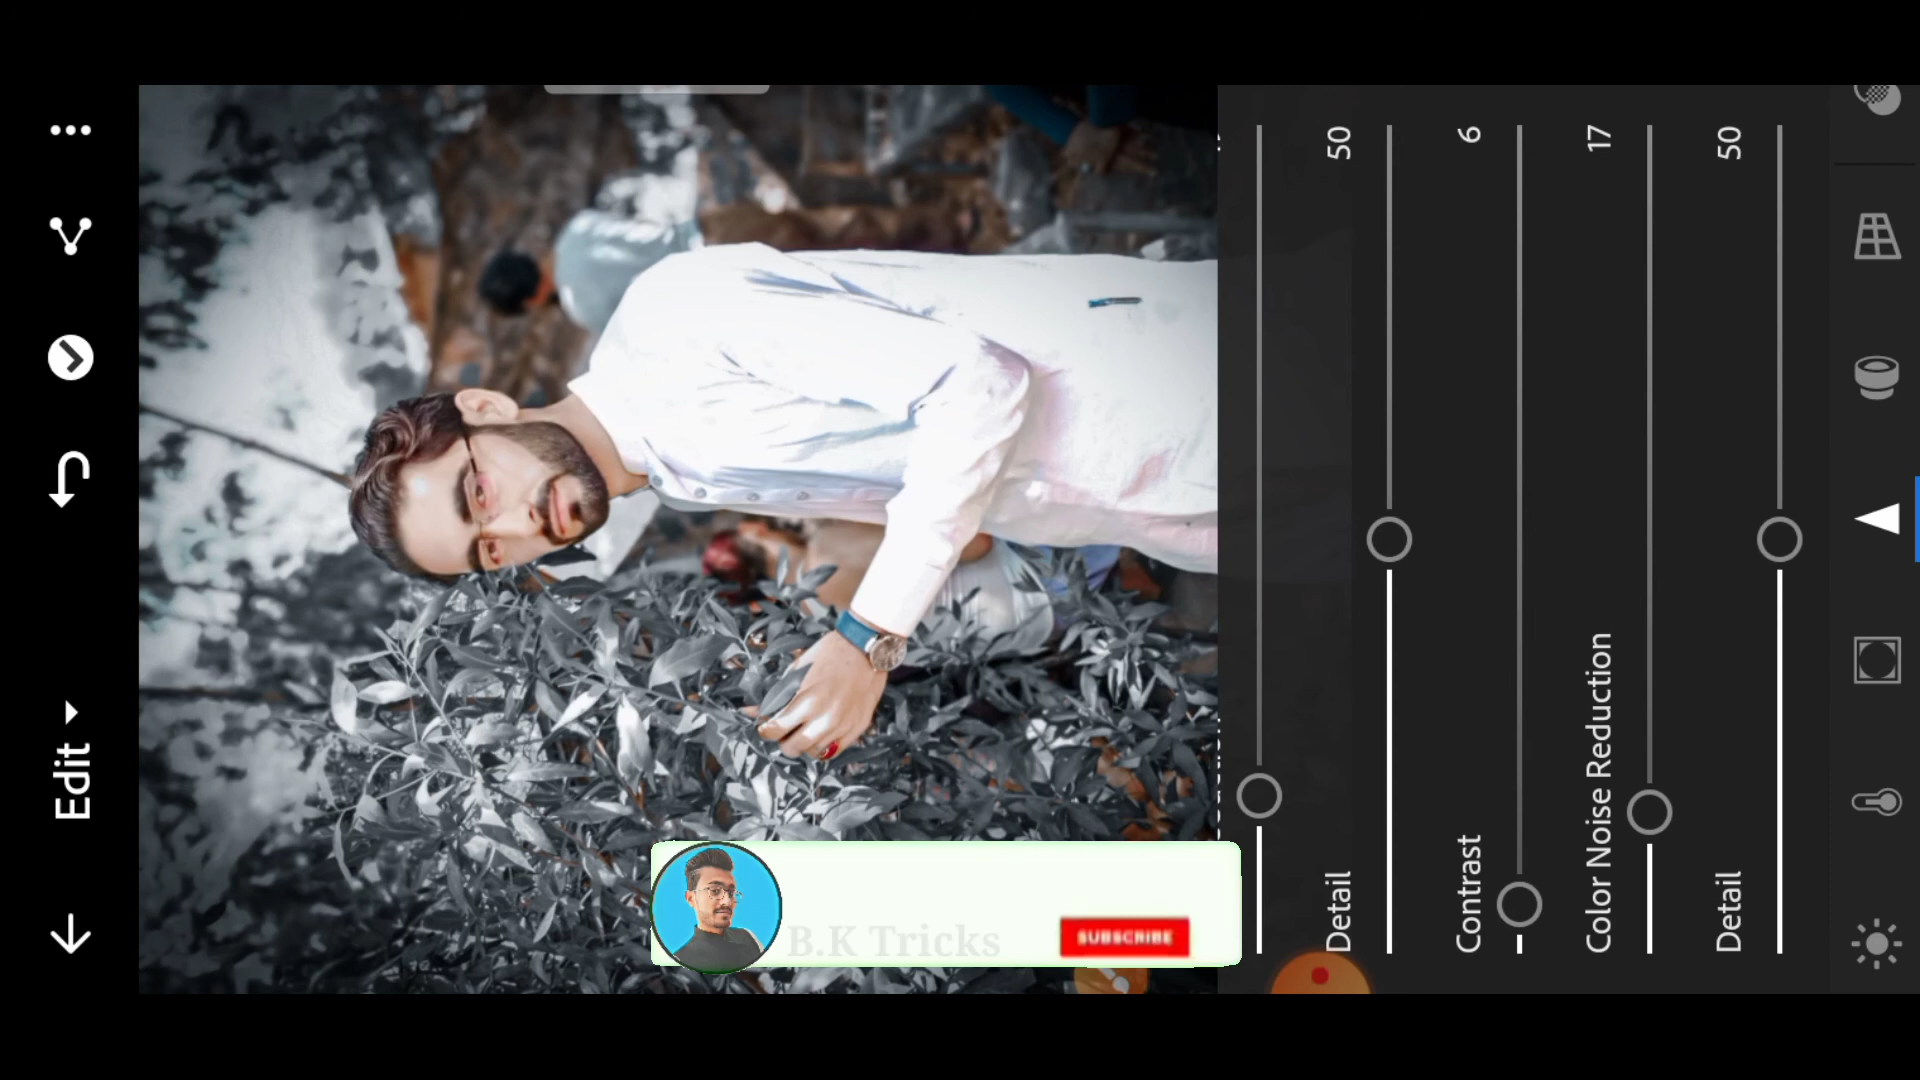 Edit
50
Detail
6
Contrast
17
Color Noise Reduction
50
Detail
B.K Tricks
SUBSCRIBE